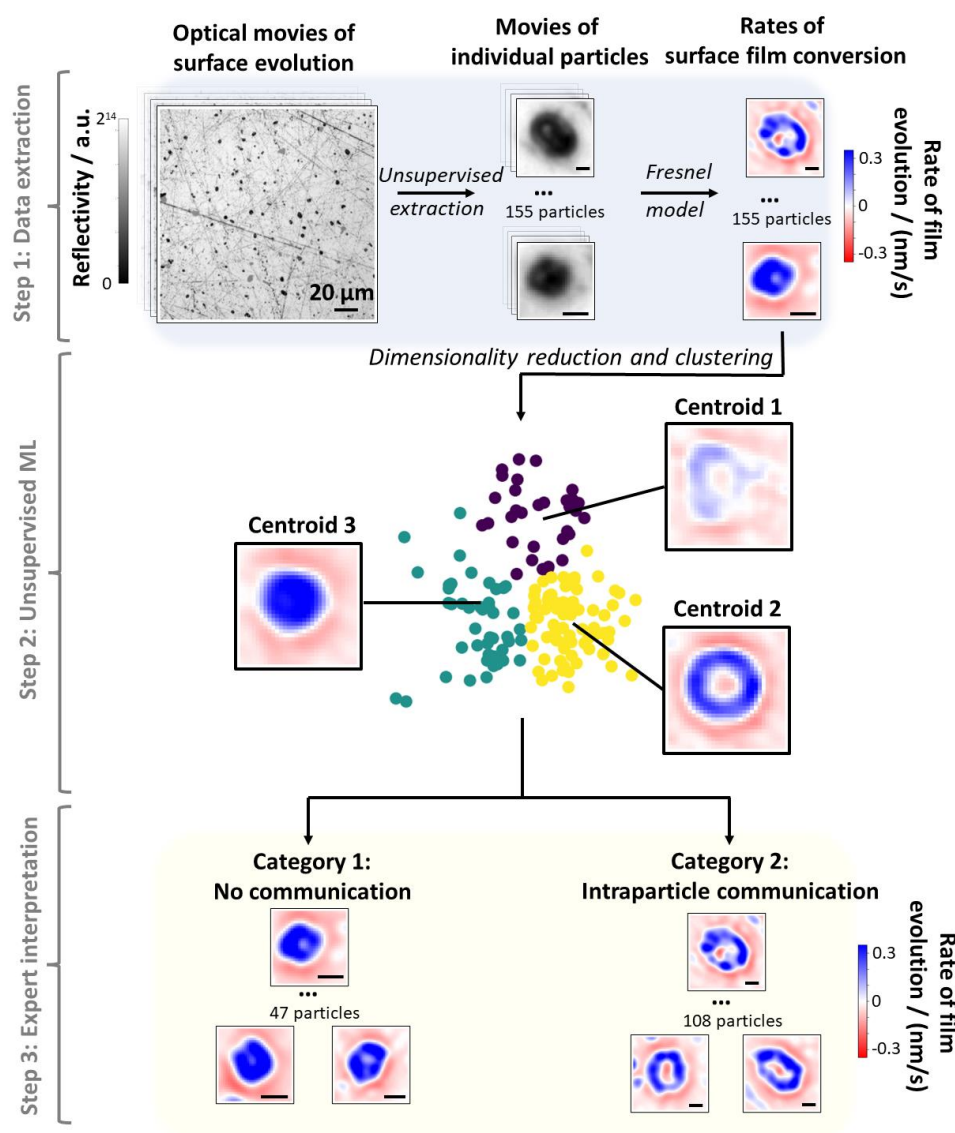 Optical movies of
surface evolution
Movies
of individual particles
Rates of
surface film conversion
Step 1: Data extraction
Reflectivity / a.u.
2¹⁴
0
20 µm
Unsupervised
extraction
...
155 particles
Fresnel
model
...
155 particles
0.3
0
-0.3
Rate of film
evolution / (nm/s)
Dimensionality reduction and clustering
Step 2: Unsupervised ML
Centroid 1
Centroid 3
Centroid 2
Step 3: Expert interpretation
Category 1:
No communication
...
47 particles
Category 2:
Intraparticle communication
...
108 particles
0.3
0
-0.3
Rate of film
evolution / (nm/s)